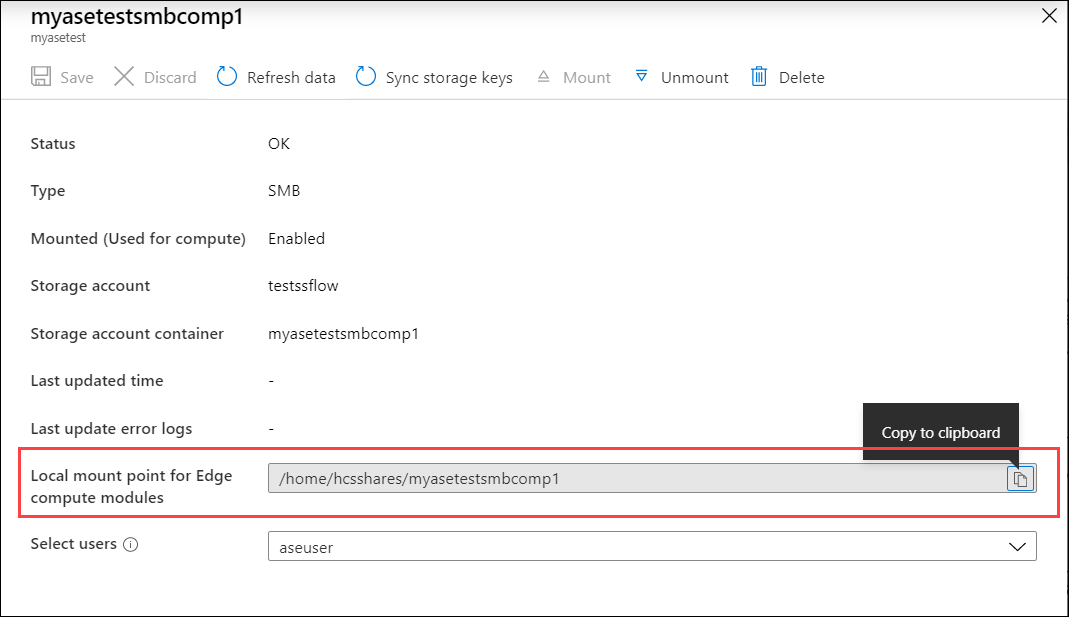 myasetestsmbcomp1
myasetest
Save Discard Refresh data Sync storage keys Mount Unmount Delete
Status OK
Type SMB
Mounted (Used for compute) Enabled
Storage account testssflow
Storage account container myasetestsmbcomp1
Last updated time -
Last update error logs -
Copy to clipboard
Local mount point for Edge
compute modules
/home/hcsshares/myasetestsmbcomp1
Select users aseuser